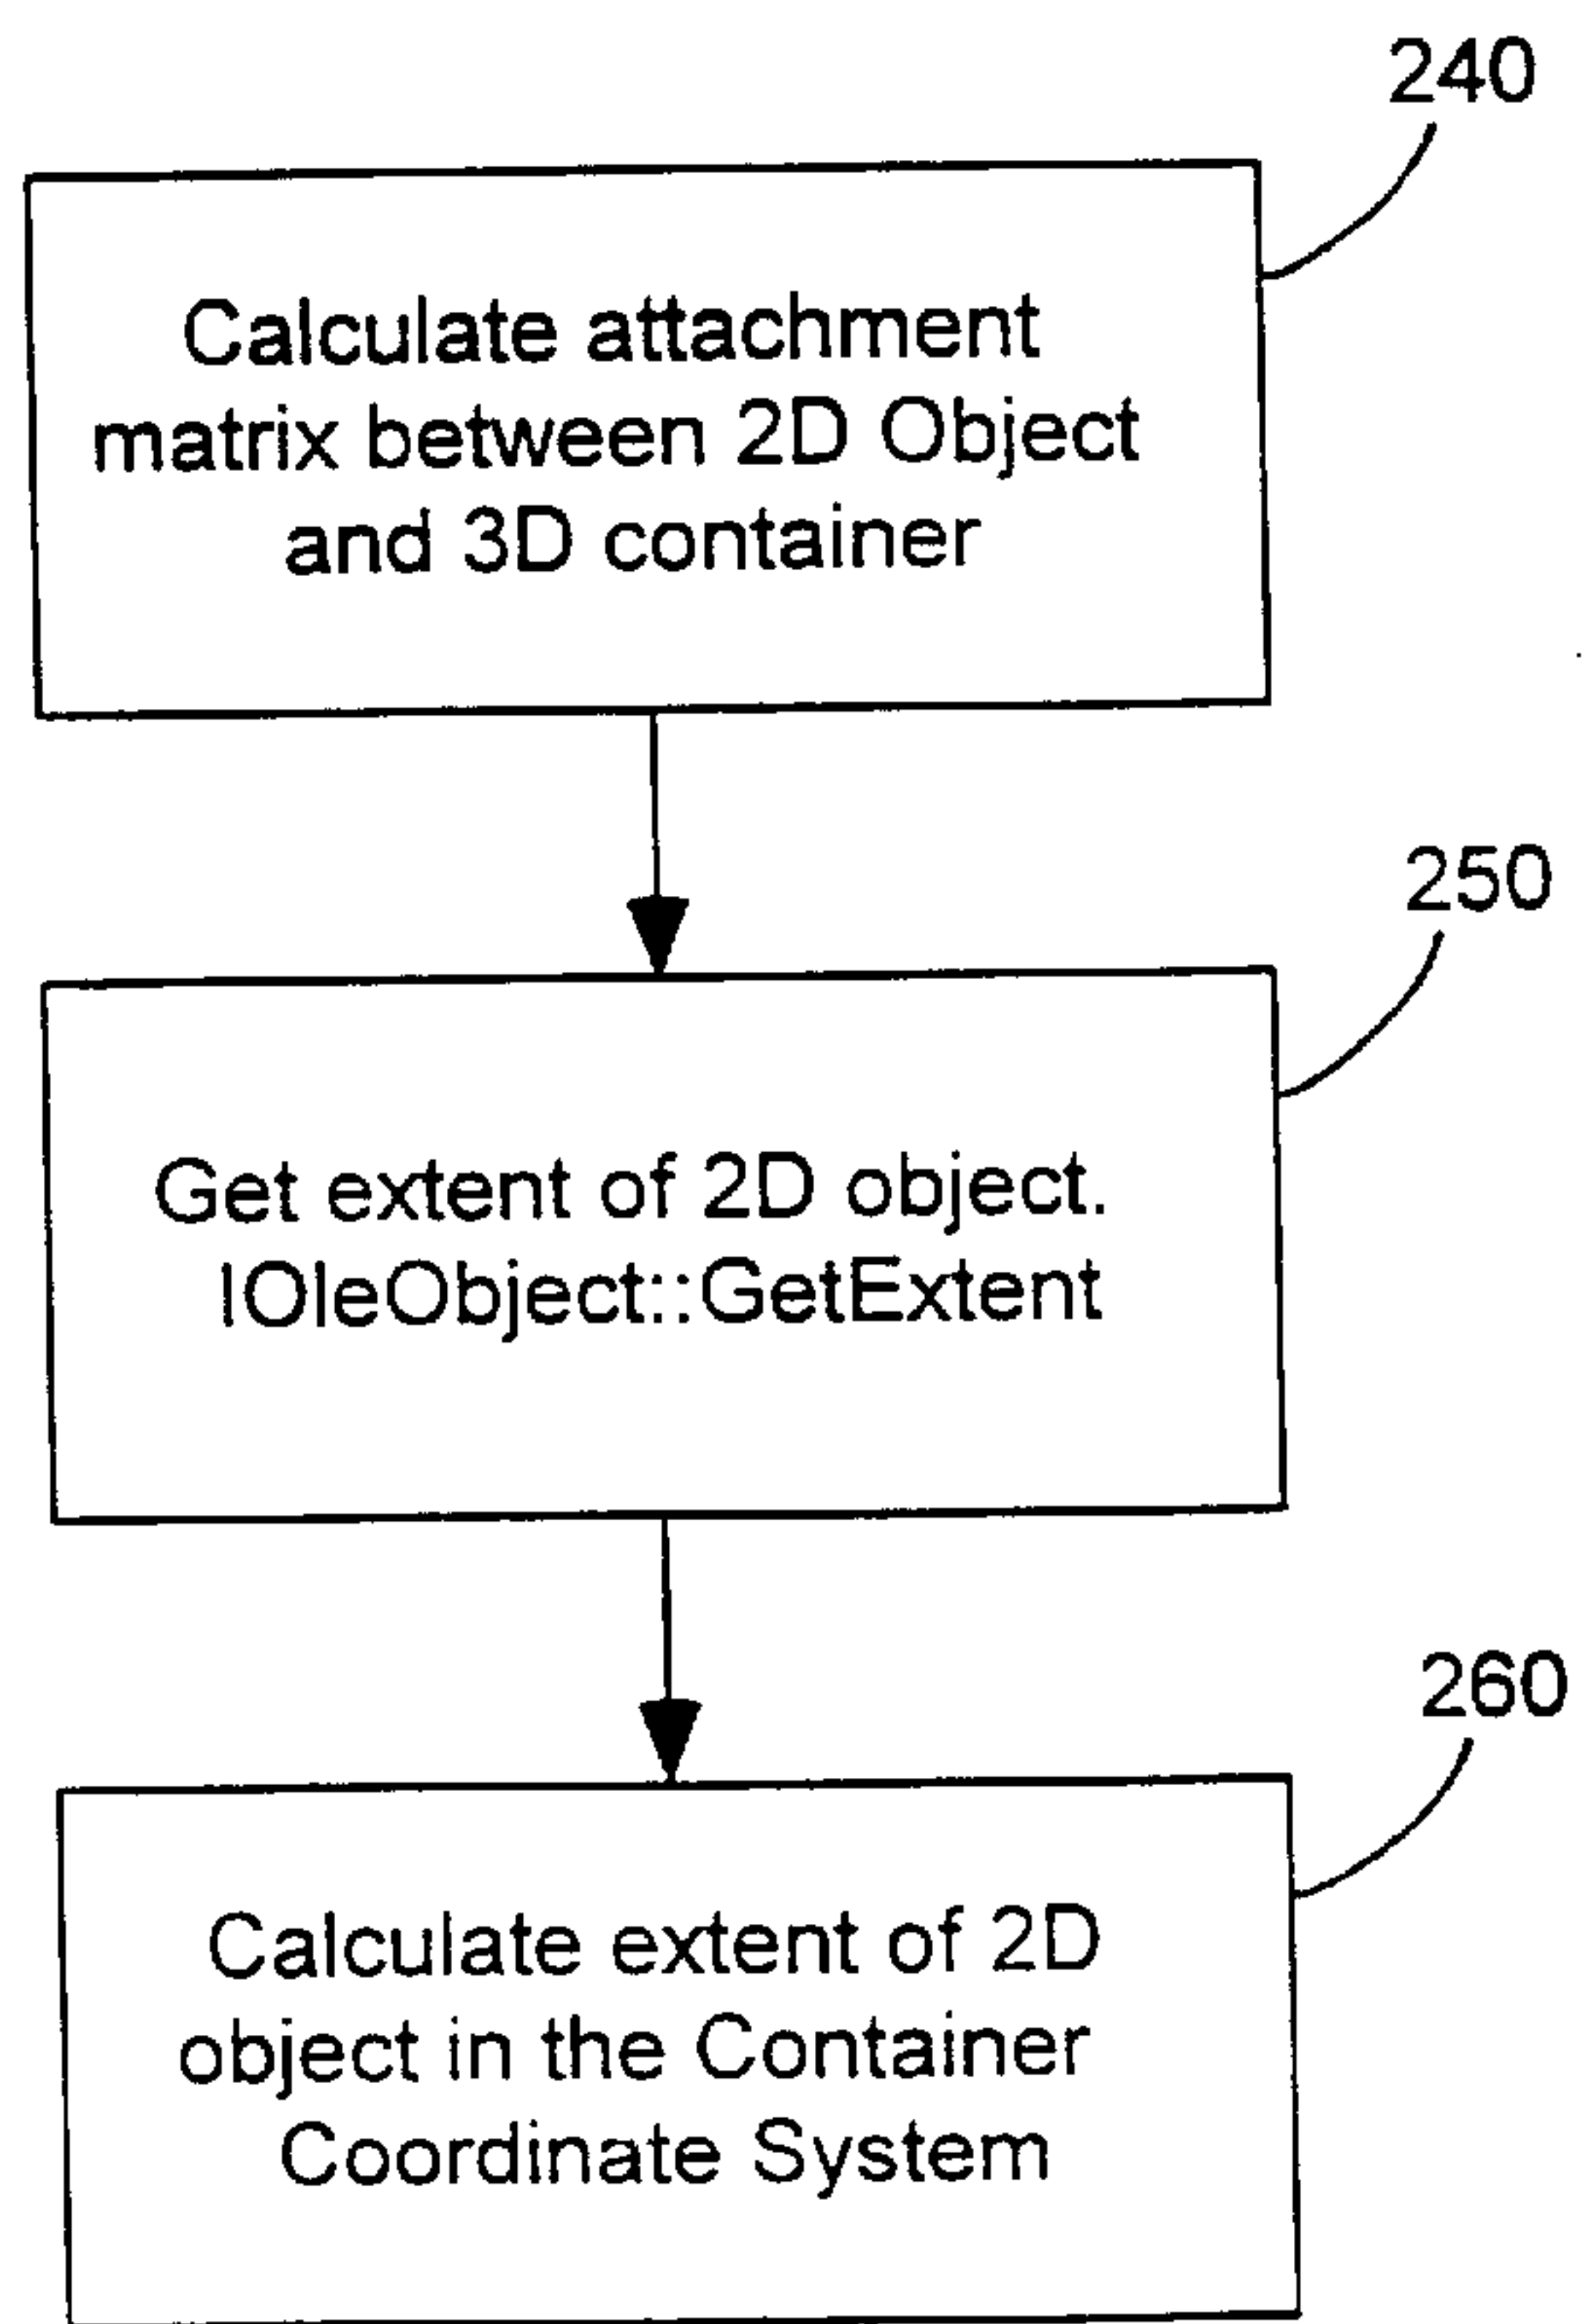 240
Calculate attachment
matrix between 2D Object
and 3D container
250
Get extent of 2D object.
IOleObject::GetExtent
260
Calculate extent of 2D
object in the Container
Coordinate System